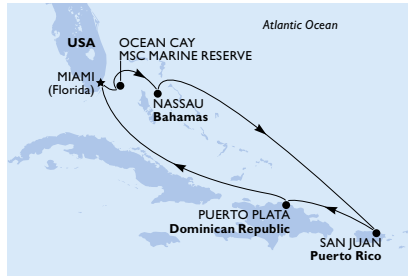 Atlantic Ocean
USA
OCEAN CAY
MSC MARINE RESERVE
MIAMI
(Florida)
NASSAU
Bahamas
PUERTO PLATA
Dominican Republic
SAN JUAN
Puerto Rico